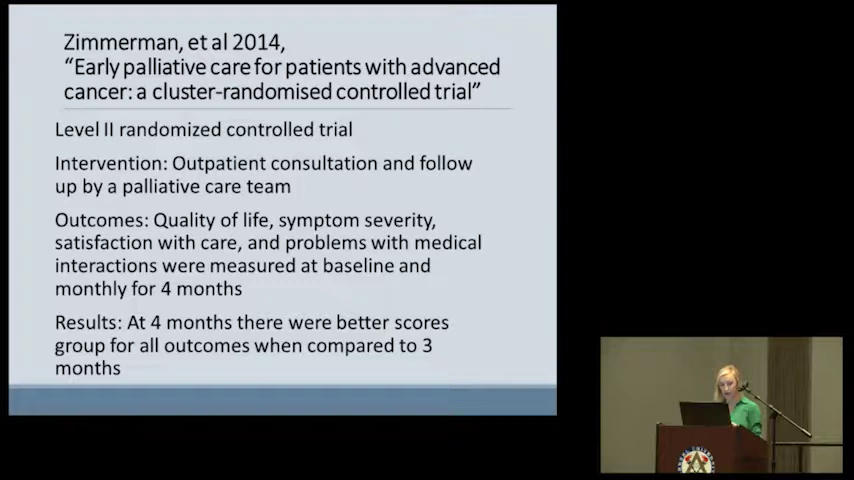 Zimmerman, et al 2014,
“Early palliative care for patients with advanced
cancer: a cluster-randomised controlled trial”
Level II randomized controlled trial
Intervention: Outpatient consultation and follow
up by a palliative care team
Outcomes: Quality of life, symptom severity,
satisfaction with care, and problems with medical
interactions were measured at baseline and
monthly for 4 months
Results: At 4 months there were better scores
group for all outcomes when compared to 3
months